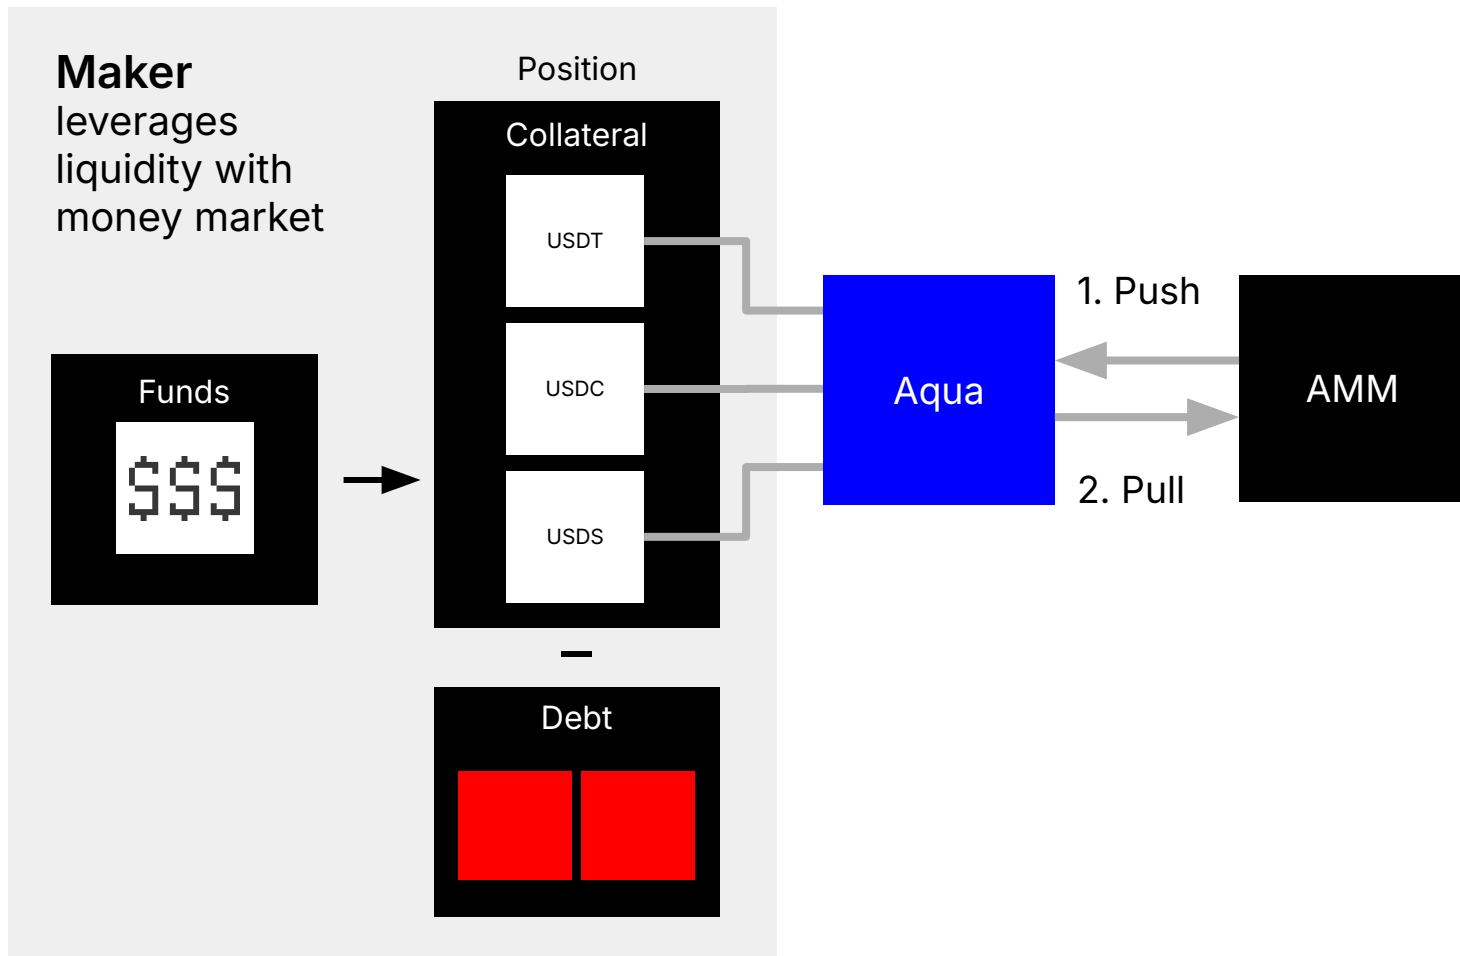 Maker
leverages
liquidity with
money market
Funds
$$$
Position
Collateral
USDT
USDC
USDS
–
Debt
Aqua
1. Push
2. Pull
AMM